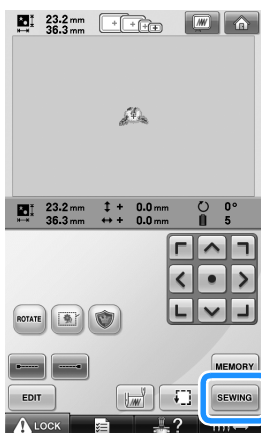 23.2 mm
36.3 mm
23.2 mm + 0.0 mm 0°
36.3 mm + 0.0 mm 5
ROTATE
MEMORY
EDIT SEWING
LOCK ?